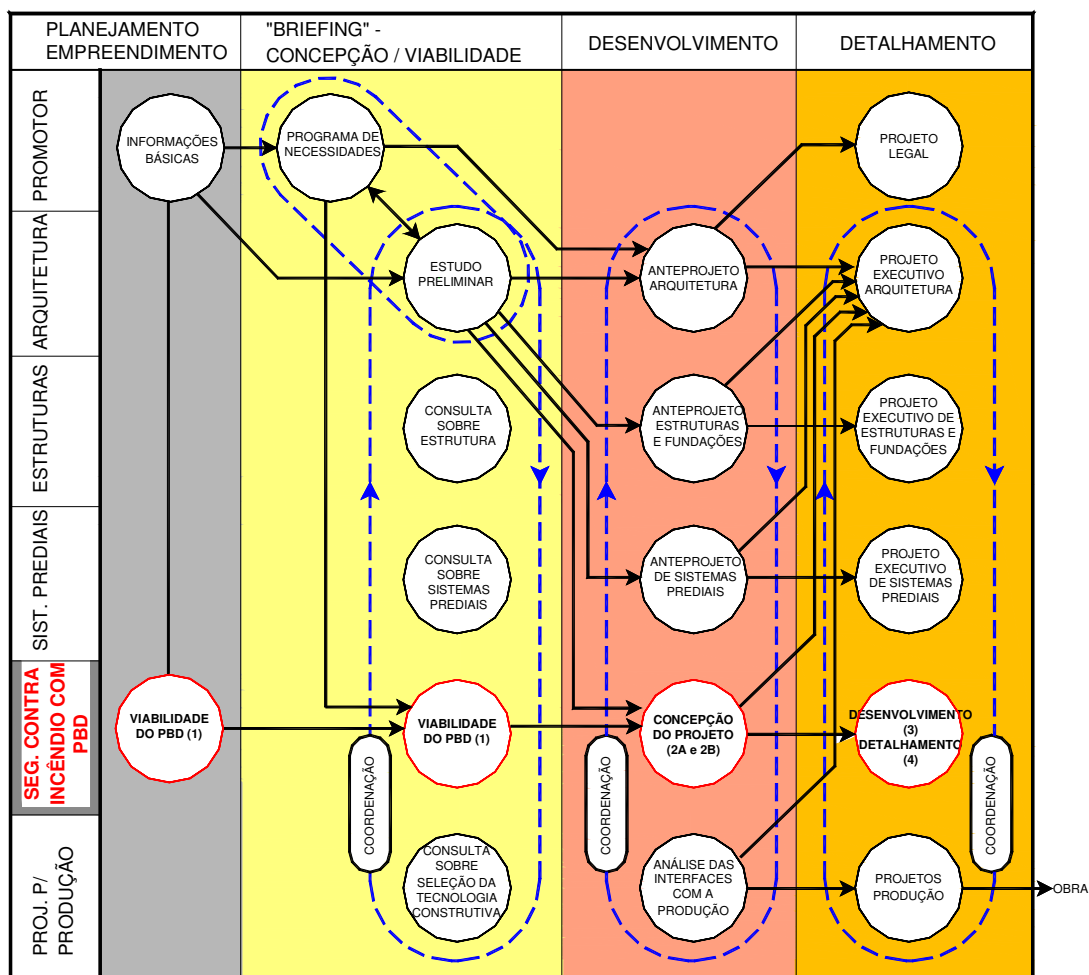 PLANEJAMENTO
EMPREENDIMENTO
"BRIEFING" -
CONCEPÇÃO / VIABILIDADE
DESENVOLVIMENTO
DETALHAMENTO
PROMOTOR
INFORMAÇÕES
BÁSICAS
PROGRAMA DE
NECESSIDADES
PROJETO
LEGAL
ARQUITETURA
ESTUDO
PRELIMINAR
ANTEPROJETO
ARQUITETURA
PROJETO
EXECUTIVO
ARQUITETURA
ESTRUTURAS
CONSULTA
SOBRE
ESTRUTURA
ANTEPROJETO
ESTRUTURAS
E FUNDAÇÕES
PROJETO
EXECUTIVO DE
ESTRUTURAS E
FUNDAÇÕES
SIST. PREDIAIS
CONSULTA
SOBRE
SISTEMAS
PREDIAIS
ANTEPROJETO
DE SISTEMAS
PREDIAIS
PROJETO
EXECUTIVO
DE SISTEMAS
PREDIAIS
SEG. CONTRA
INCÊNDIO COM
PBD
VIABILIDADE
DO PBD (1)
VIABILIDADE
DO PBD (1)
CONCEPÇÃO
DO PROJETO
(2A e 2B)
DESENVOLVIMENTO
(3)
DETALHAMENTO
(4)
COORDENAÇÃO
COORDENAÇÃO
COORDENAÇÃO
PROJ. P/
PRODUÇÃO
CONSULTA
SOBRE
SELEÇÃO DA
TECNOLOGIA
CONSTRUTIVA
ANÁLISE DAS
INTERFACES
COM A
PRODUÇÃO
PROJETOS
PRODUÇÃO
OBRA